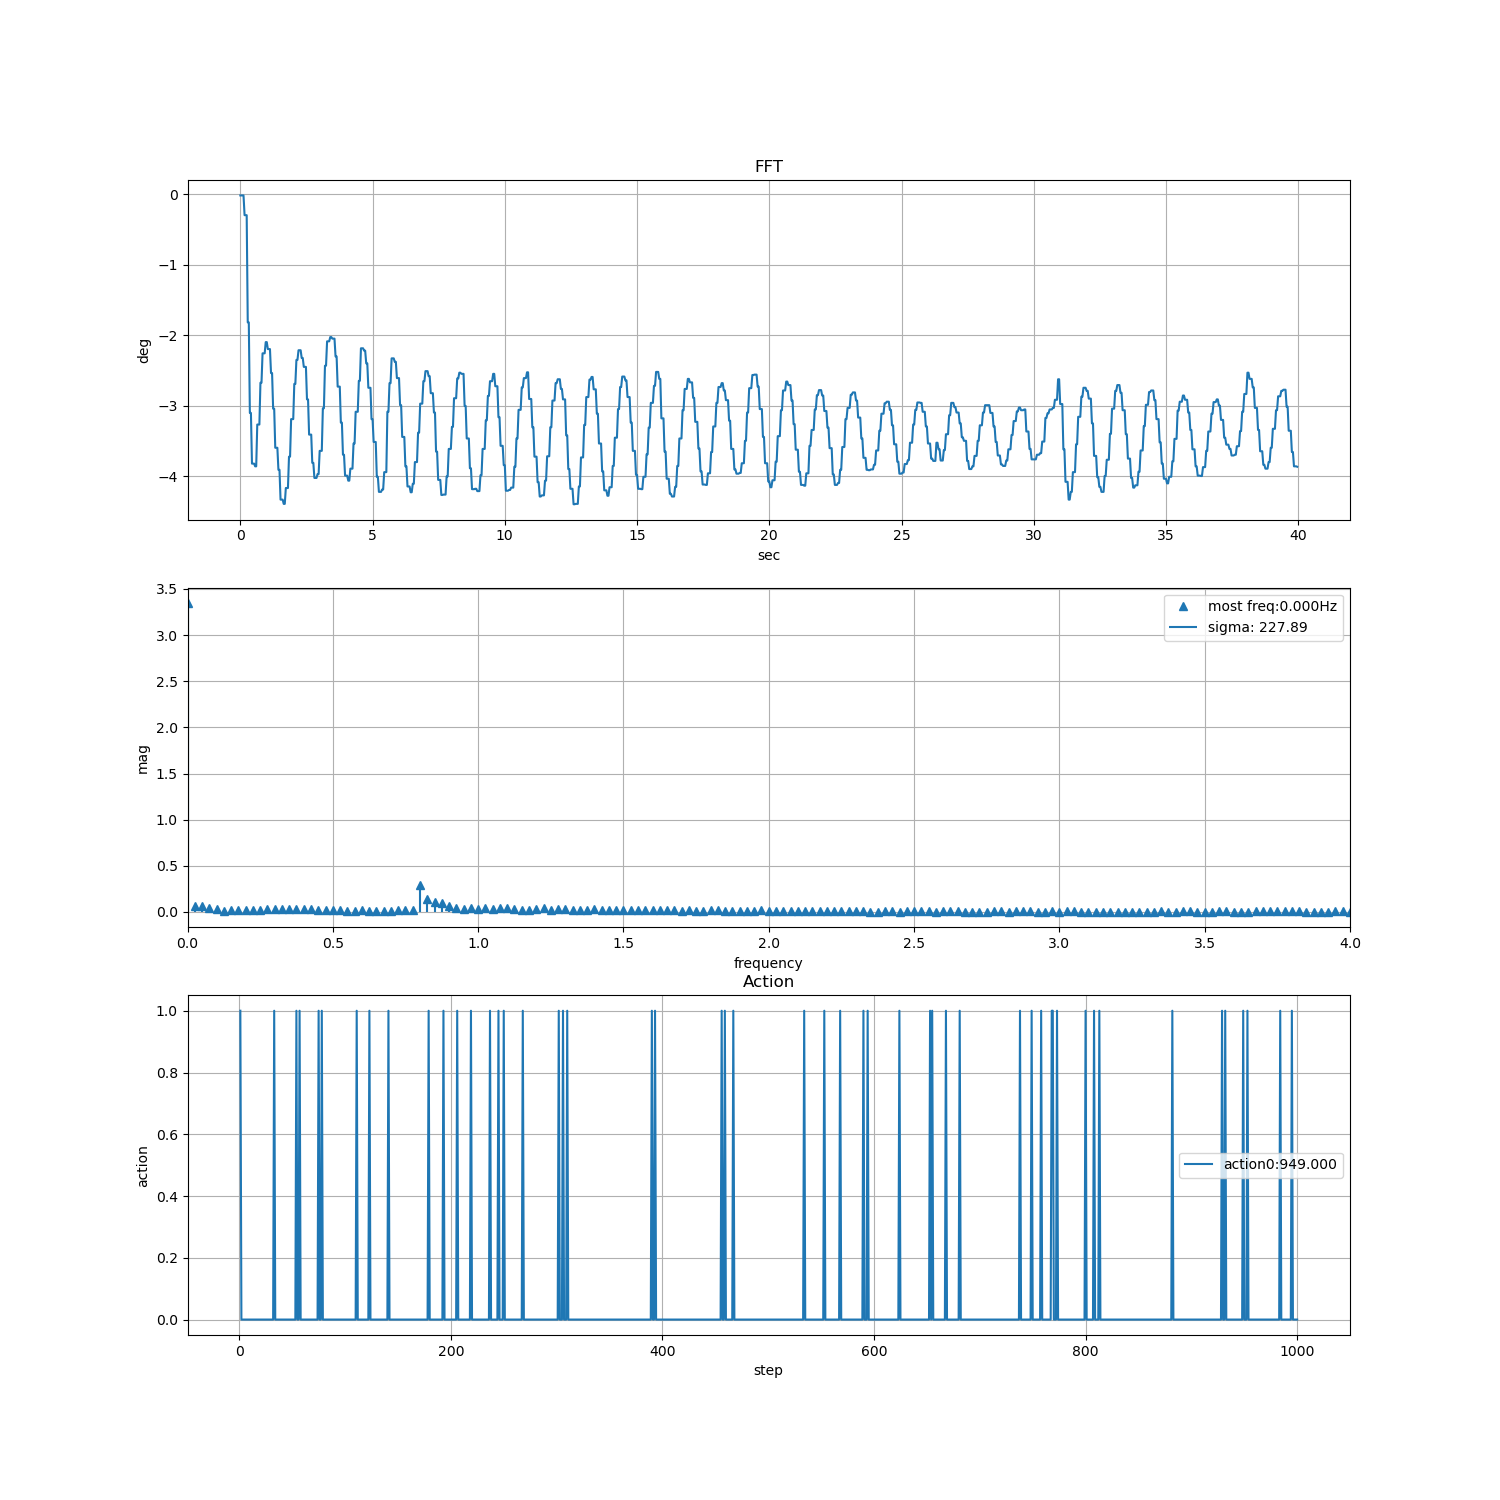 FFT
0
−1
−2
−3
−4
deg
0 5 10 15 20 25 30 35 40
sec
3.5
3.0
2.5
2.0
1.5
1.0
0.5
0.0
mag
most freq:0.000Hz
sigma: 227.89
0.0 0.5 1.0 1.5 2.0 2.5 3.0 3.5 4.0
frequency
Action
1.0
0.8
0.6
0.4
0.2
0.0
action
action0:949.000
0 200 400 600 800 1000
step